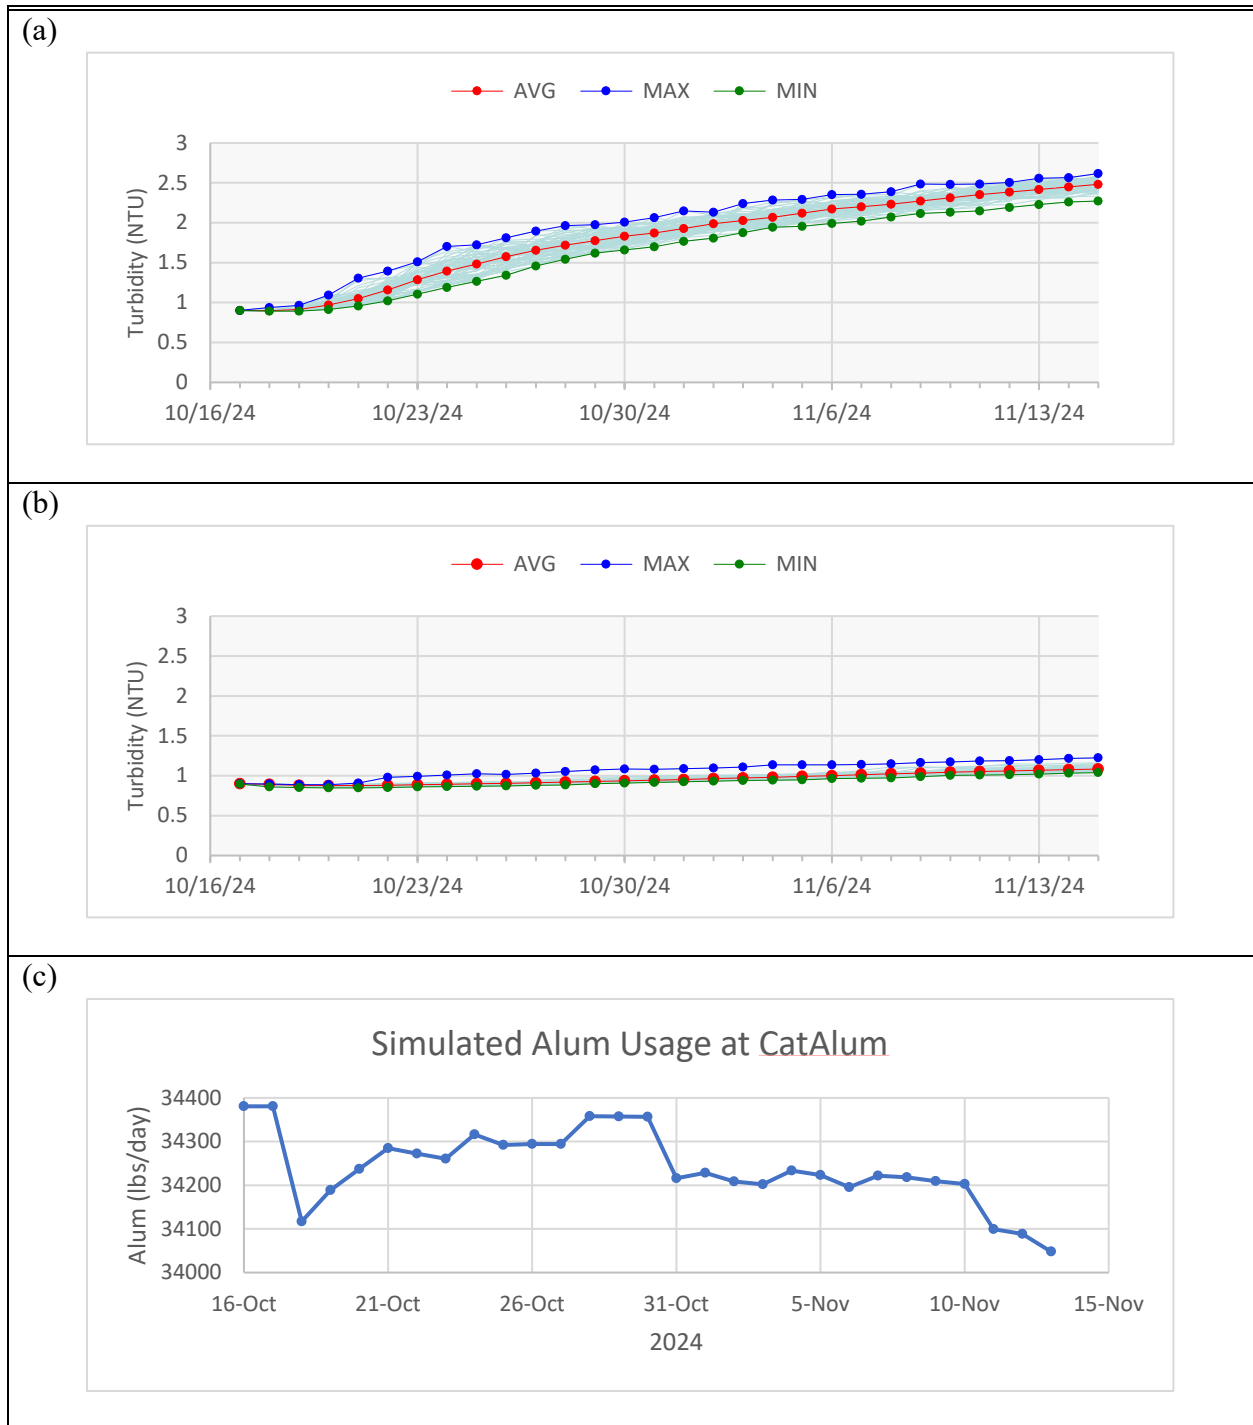 (a)
AVG MAX MIN
Turbidity (NTU)
3
2.5
2
1.5
1
0.5
0
10/16/24 10/23/24 10/30/24 11/6/24 11/13/24
(b)
AVG MAX MIN
Turbidity (NTU)
3
2.5
2
1.5
1
0.5
0
10/16/24 10/23/24 10/30/24 11/6/24 11/13/24
(c)
Simulated Alum Usage at CatAlum
Alum (lbs/day)
34400
34300
34200
34100
34000
16-Oct 21-Oct 26-Oct 31-Oct 5-Nov 10-Nov 15-Nov
2024